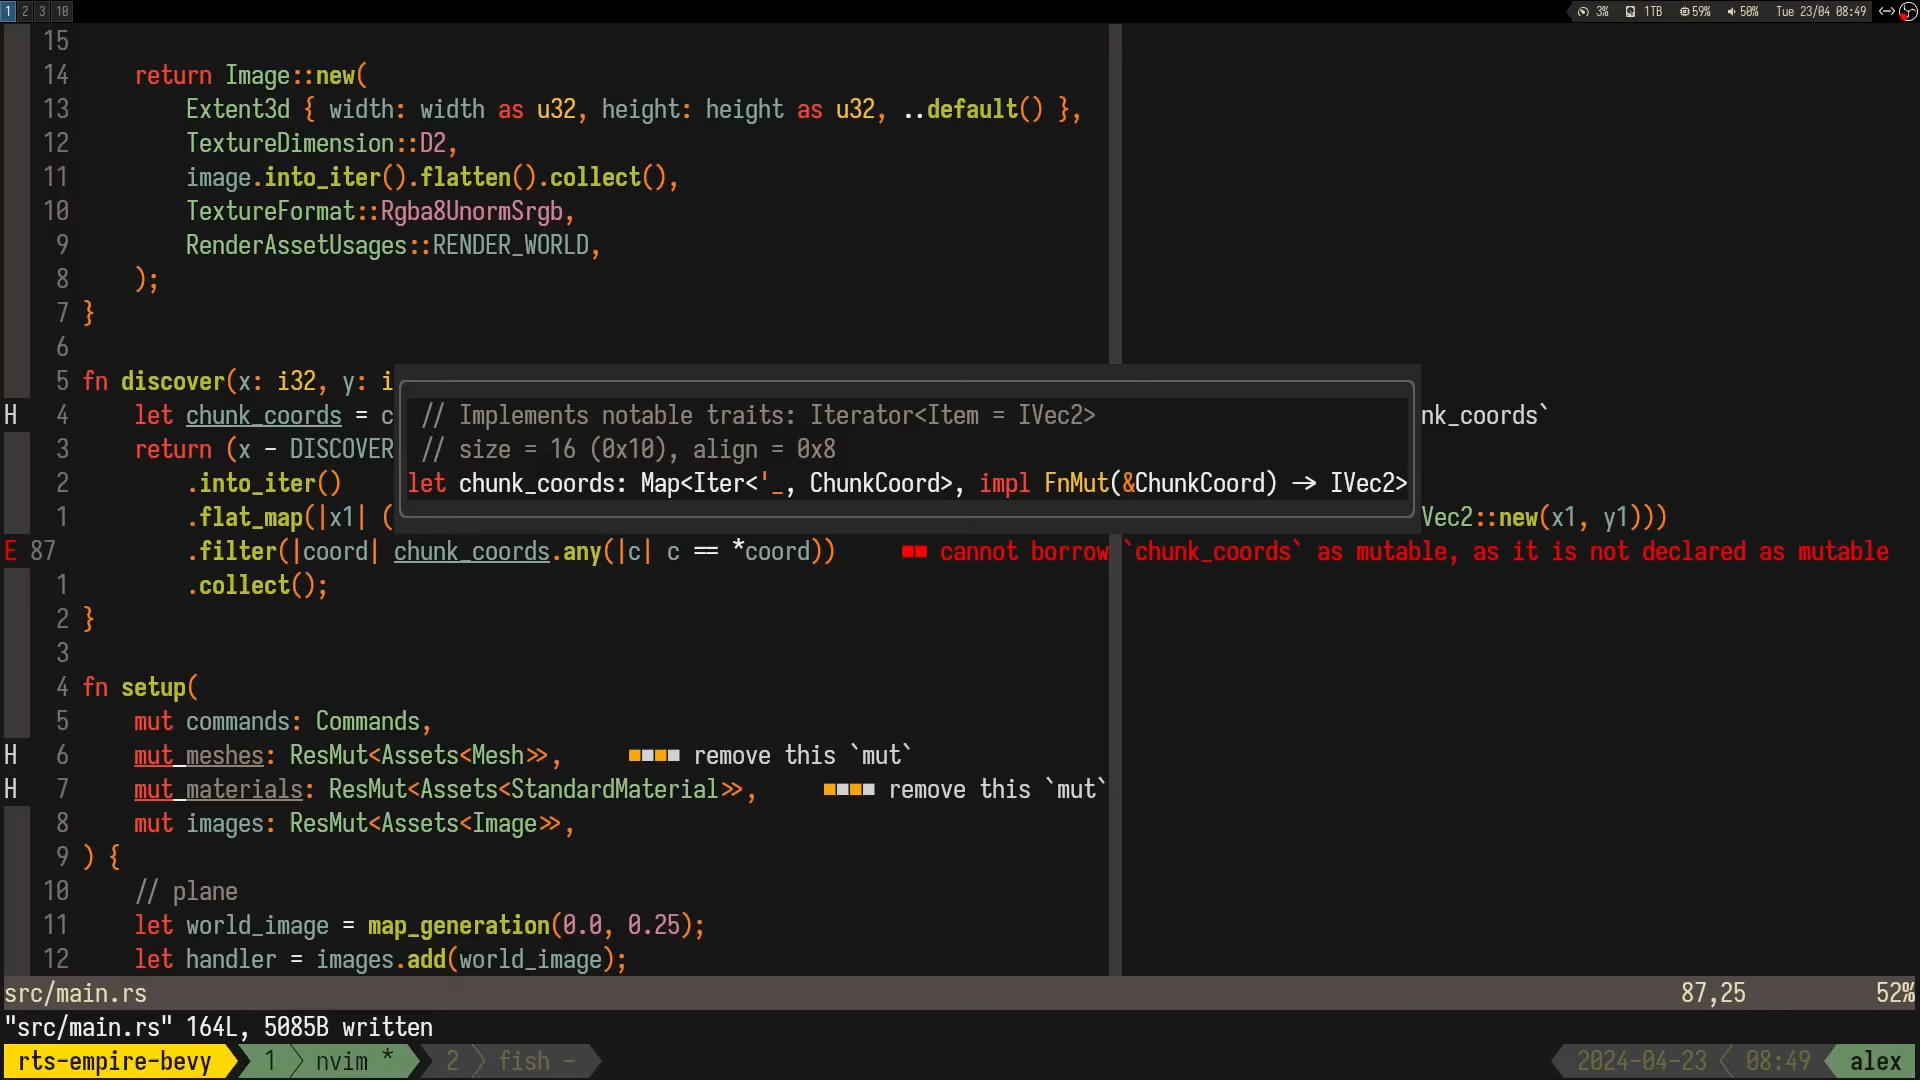 1 2 3 10 3% 1TB 59% 50% Tue 23/04 08:49
15
14 return Image::new(
13 Extent3d { width: width as u32, height: height as u32, ..default() },
12 TextureDimension::D2,
11 image.into_iter().flatten().collect(),
10 TextureFormat::Rgba8UnormSrgb,
9 RenderAssetUsages::RENDER_WORLD,
8 );
7 }
6
5 fn discover(x: i32, y: i
H 4 let chunk_coords = c nk_coords`
3 return (x - DISCOVER
2 .into_iter()
1 .flat_map(|x1| ( Vec2::new(x1, y1)))
// Implements notable traits: Iterator<Item = IVec2>
// size = 16 (0x10), align = 0x8
let chunk_coords: Map<Iter<'_, ChunkCoord>, impl FnMut(&ChunkCoord) -> IVec2>
E 87 .filter(|coord| chunk_coords.any(|c| c == *coord)) ■■ cannot borrow `chunk_coords` as mutable, as it is not declared as mutable
1 .collect();
2 }
3
4 fn setup(
5 mut commands: Commands,
H 6 mut meshes: ResMut<Assets<Mesh>>, ■■■■ remove this `mut`
H 7 mut materials: ResMut<Assets<StandardMaterial>>, ■■■■ remove this `mut`
8 mut images: ResMut<Assets<Image>>,
9 ) {
10 // plane
11 let world_image = map_generation(0.0, 0.25);
12 let handler = images.add(world_image);
src/main.rs 87,25 52%
"src/main.rs" 164L, 5085B written
rts-empire-bevy 1 nvim * 2 fish - 2024-04-23 08:49 alex